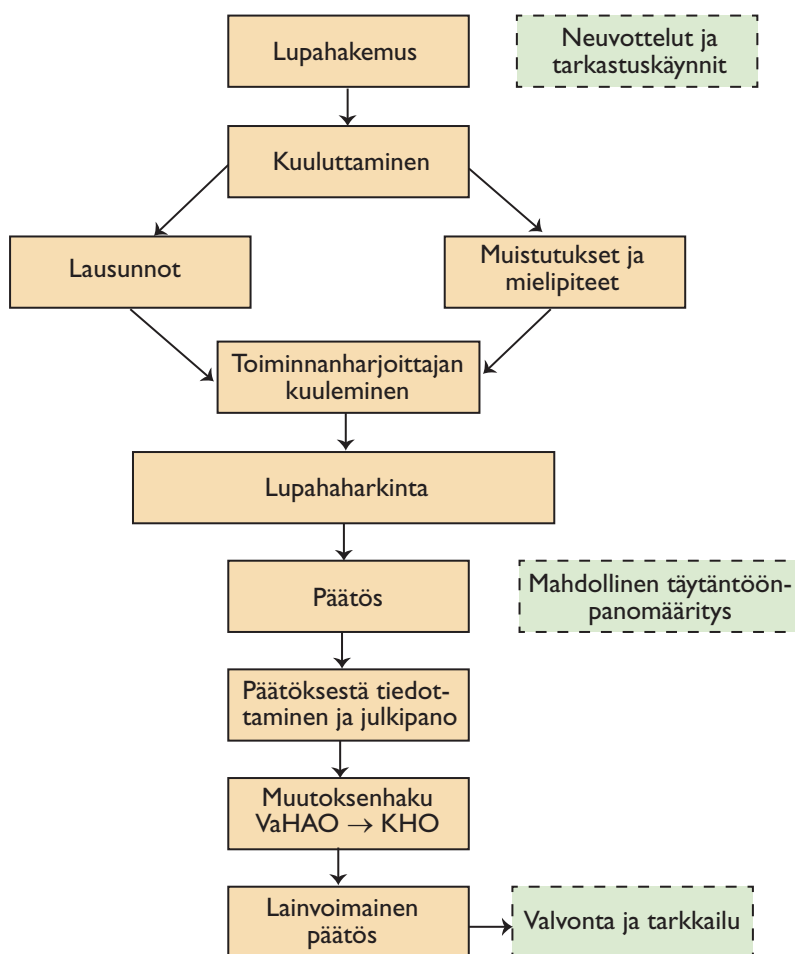 Lupahakemus
Neuvottelut ja
tarkastuskäynnit
Kuuluttaminen
Lausunnot
Muistutukset ja
mielipiteet
Toiminnanharjoittajan
kuuleminen
Lupahaharkinta
Päätös
Mahdollinen täytäntöön-
panomääritys
Päätöksestä tiedot-
taminen ja julkipano
Muutoksenhaku
VaHAO → KHO
Lainvoimainen
päätös
Valvonta ja tarkkailu